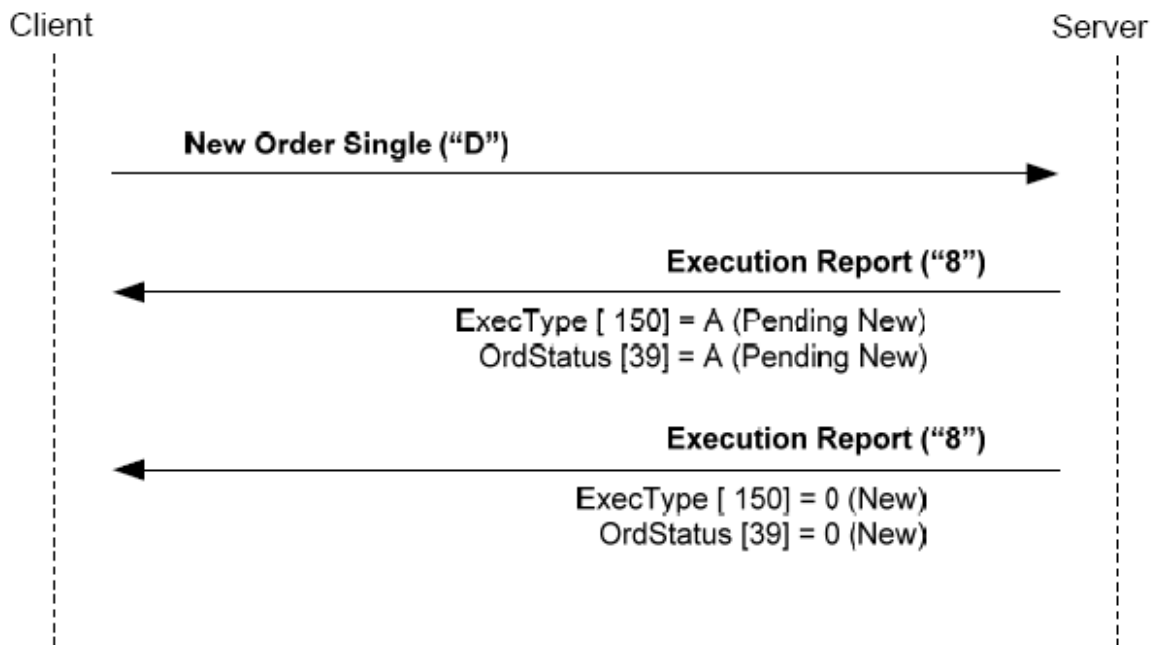 Client
Server
New Order Single (“D”)
Execution Report (“8”)
ExecType [ 150] = A (Pending New)
OrdStatus [39] = A (Pending New)
Execution Report (“8”)
ExecType [ 150] = 0 (New)
OrdStatus [39] = 0 (New)